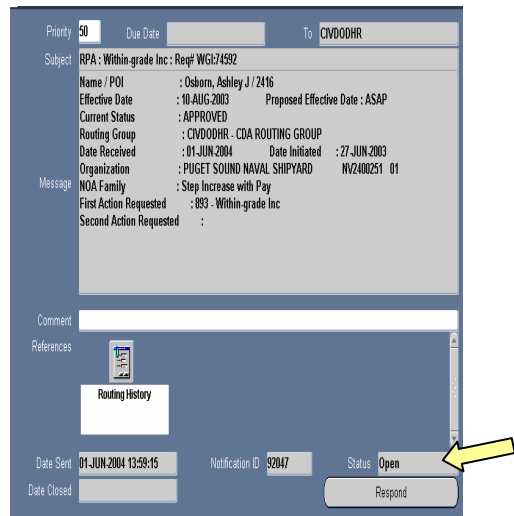 Priority 50 Due Date To CIVDODHR
Subject RPA : Within-grade Inc : Req# WGI:74592
Message
Name / POI : Osborn, Ashley J / 2416
Effective Date : 10-AUG-2003 Proposed Effective Date : ASAP
Current Status : APPROVED
Routing Group : CIVDODHR - CDA ROUTING GROUP
Date Received : 01-JUN-2004 Date Initiated : 27-JUN-2003
Organization : PUGET SOUND NAVAL SHIPYARD NV2400251 01
NOA Family : Step Increase with Pay
First Action Requested : 893 - Within-grade Inc
Second Action Requested :
Comment
References
Routing History
Date Sent 01-JUN-2004 13:59:15 Notification ID 92047 Status Open
Date Closed Respond